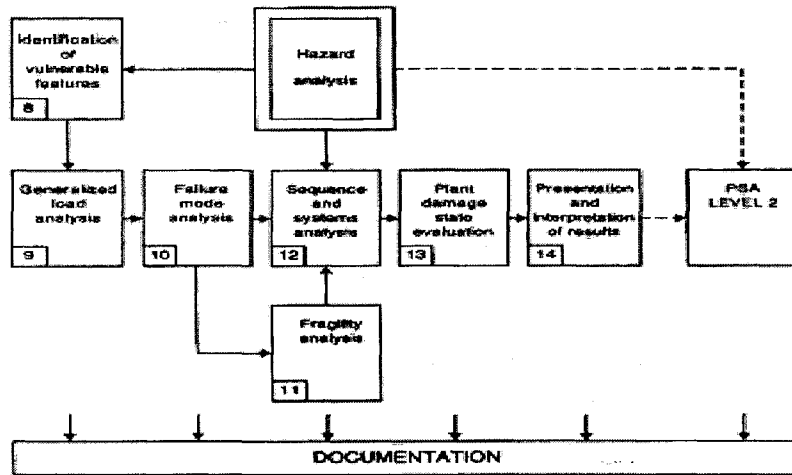 Identification
of
vulnerable
features
8
Hazard
analysis
Generalized
load analysis
9
Failure
mode
analysis
10
Sequence
and
systems
analysis
12
Plant
damage
state
evaluation
13
Presentation
and
interpretation
of results
14
PSA
LEVEL 2
Fragility
analysis
11
DOCUMENTATION